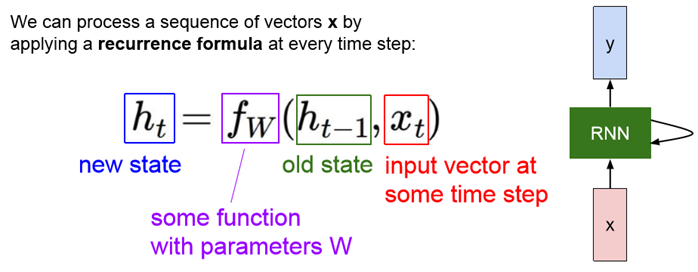 We can process a sequence of vectors x by
applying a recurrence formula at every time step:
h_t = f_W(h_{t-1}, x_t)
new state
old state
input vector at
some time step
some function
with parameters W
y
RNN
x